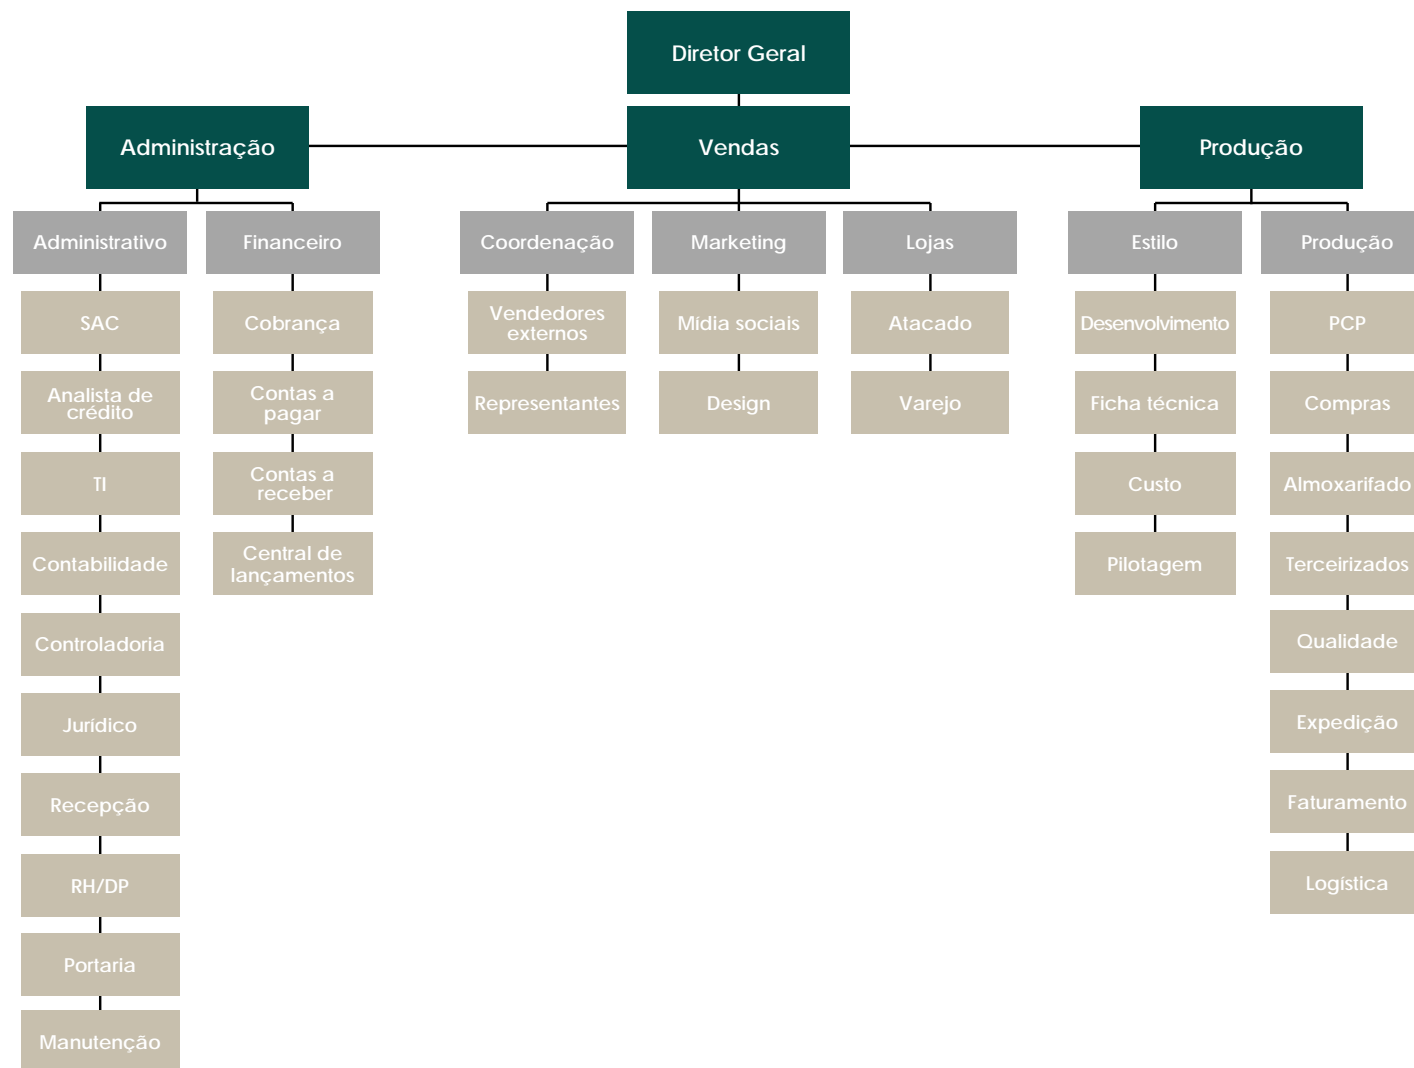 Diretor Geral
Administração
Vendas
Produção
Administrativo
Financeiro
Coordenação
Marketing
Lojas
Estilo
Produção
SAC
Analista de
crédito
TI
Contabilidade
Controladoria
Jurídico
Recepção
RH/DP
Portaria
Manutenção
Cobrança
Contas a
pagar
Contas a
receber
Central de
lançamentos
Vendedores
externos
Representantes
Mídia sociais
Design
Atacado
Varejo
Desenvolvimento
Ficha técnica
Custo
Pilotagem
PCP
Compras
Almoxarifado
Terceirizados
Qualidade
Expedição
Faturamento
Logística